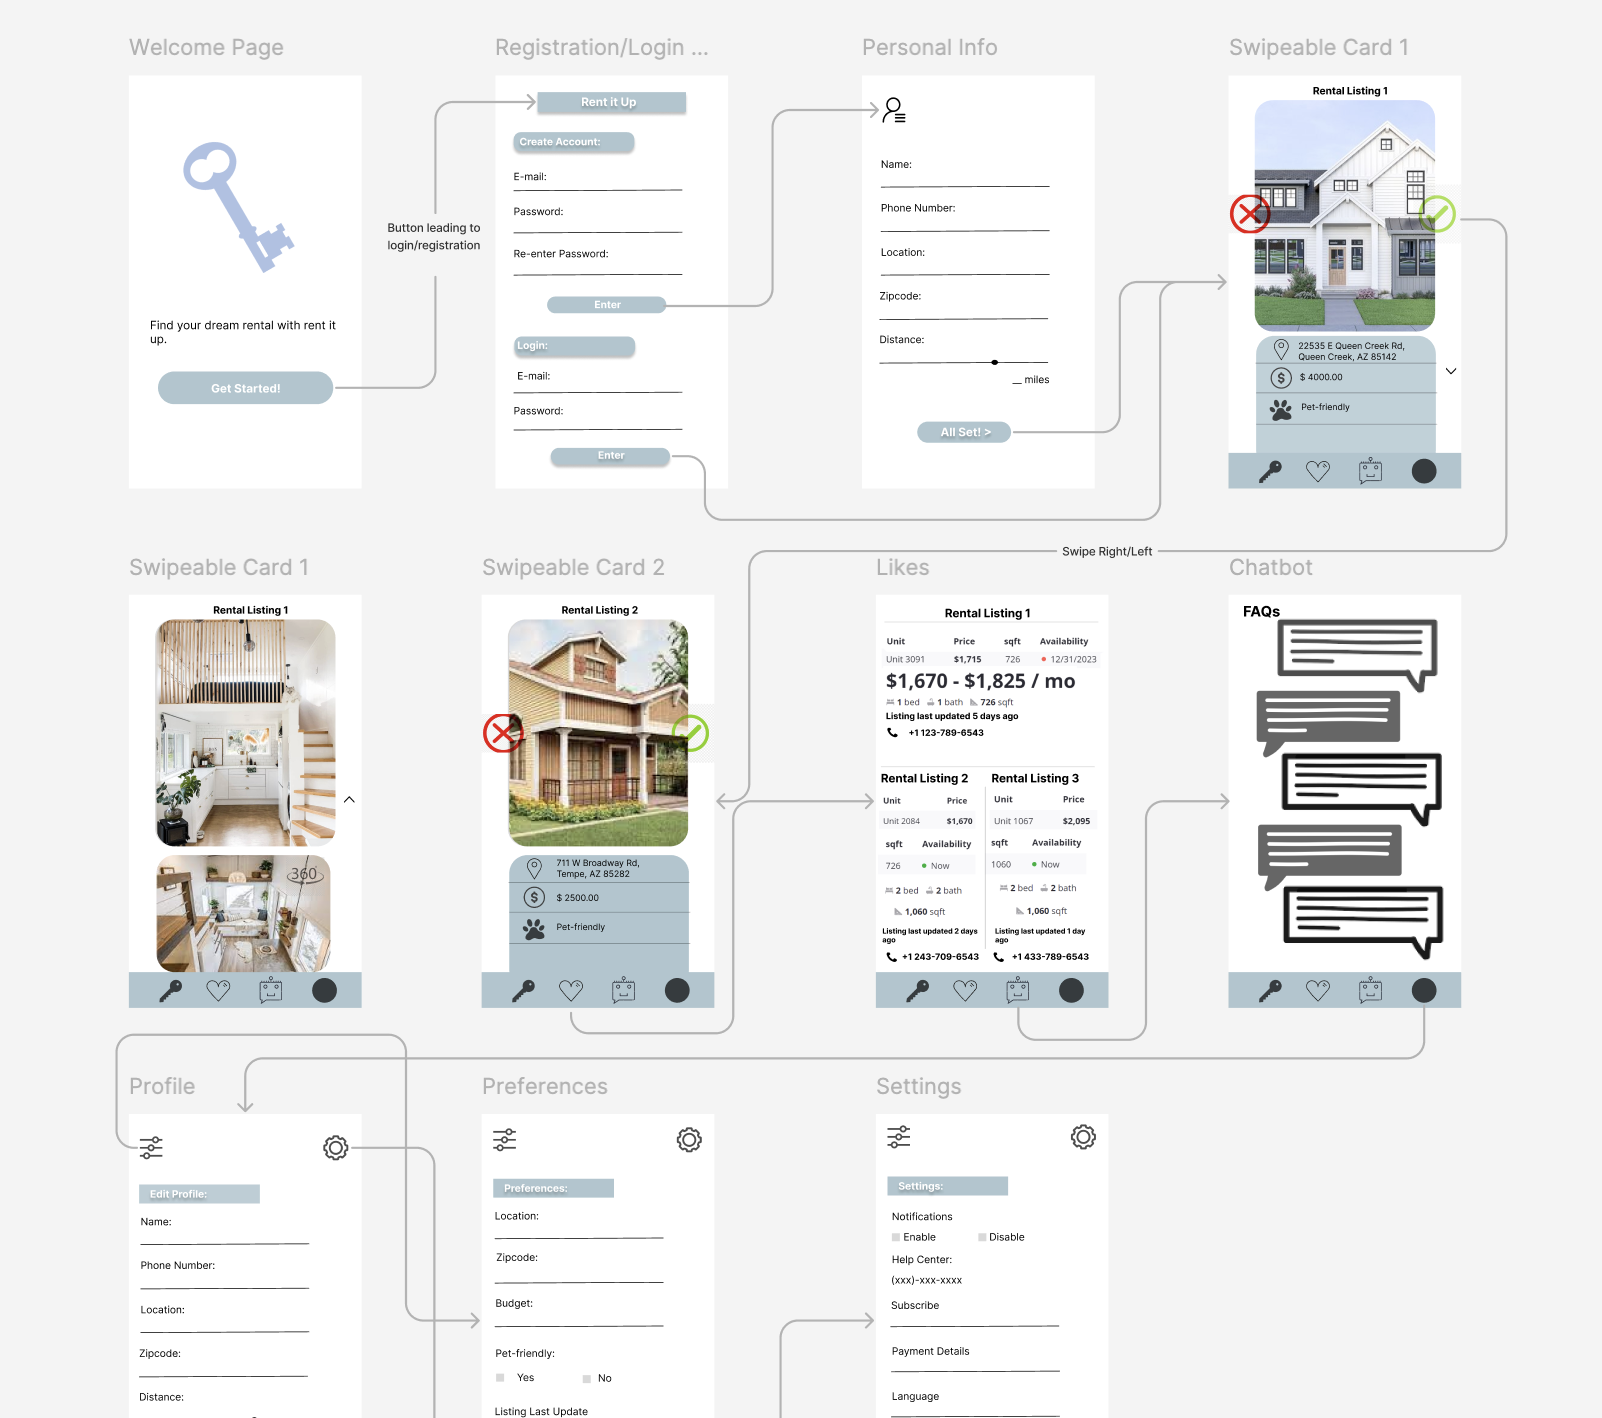 Welcome Page
Find your dream rental with rent it
up.
Get Started!
Button leading to
login/registration
Registration/Login ...
Rent it Up
Create Account:
E-mail:
Password:
Re-enter Password:
Enter
Login:
E-mail:
Password:
Enter
Personal Info
Name:
Phone Number:
Location:
Zipcode:
Distance:
__ miles
All Set! >
Swipeable Card 1
Rental Listing 1
22535 E Queen Creek Rd,
Queen Creek, AZ 85142
$ 4000.00
Pet-friendly
Swipe Right/Left
Swipeable Card 1
Rental Listing 1
360°
Swipeable Card 2
Rental Listing 2
711 W Broadway Rd,
Tempe, AZ 85282
$ 2500.00
Pet-friendly
Likes
Rental Listing 1
Unit Price sqft Availability
Unit 3091 $1,715 726 12/31/2023
$1,670 - $1,825 / mo
1 bed 1 bath 726 sqft
Listing last updated 5 days ago
+1 123-789-6543
Rental Listing 2
Unit Price
Unit 2084 $1,670
sqft Availability
726 Now
2 bed 2 bath
1,060 sqft
Listing last updated 2 days
ago
+1 243-709-6543
Rental Listing 3
Unit Price
Unit 1067 $2,095
sqft Availability
1060 Now
2 bed 2 bath
1,060 sqft
Listing last updated 1 day
ago
+1 433-789-6543
Chatbot
FAQs
Profile
Edit Profile:
Name:
Phone Number:
Location:
Zipcode:
Distance:
Preferences
Preferences:
Location:
Zipcode:
Budget:
Pet-friendly:
Yes No
Listing Last Update
Settings
Settings:
Notifications
Enable Disable
Help Center:
(xxx)-xxx-xxxx
Subscribe
Payment Details
Language